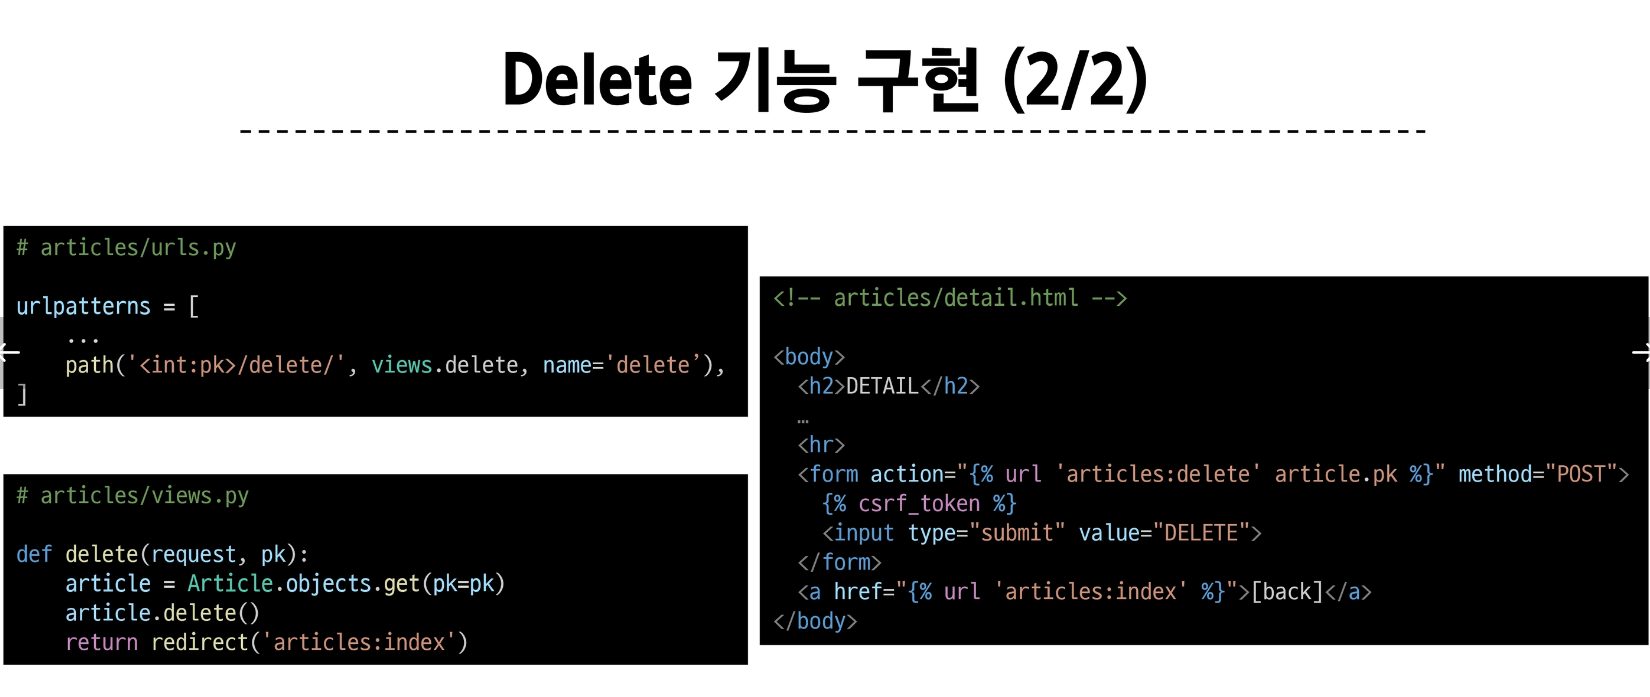 Delete 기능 구현 (2/2)
# articles/urls.py
urlpatterns = [
    ...
    path('<int:pk>/delete/', views.delete, name='delete’),
]
# articles/views.py
def delete(request, pk):
    article = Article.objects.get(pk=pk)
    article.delete()
    return redirect('articles:index')
<!-- articles/detail.html -->
<body>
  <h2>DETAIL</h2>
  …
  <hr>
  <form action="{% url 'articles:delete' article.pk %}" method="POST">
    {% csrf_token %}
    <input type="submit" value="DELETE">
  </form>
  <a href="{% url 'articles:index' %}">[back]</a>
</body>